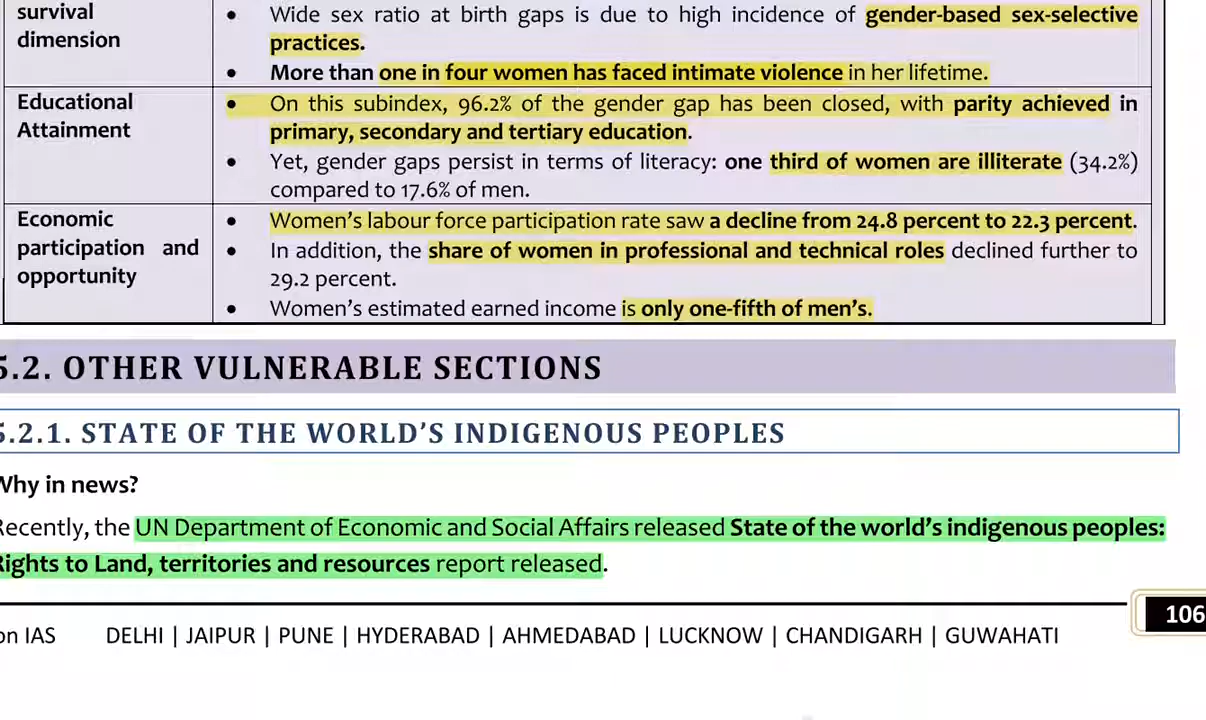 survival
dimension
• Wide sex ratio at birth gaps is due to high incidence of gender-based sex-selective
practices.
• More than one in four women has faced intimate violence in her lifetime.
Educational
Attainment
• On this subindex, 96.2% of the gender gap has been closed, with parity achieved in
primary, secondary and tertiary education.
• Yet, gender gaps persist in terms of literacy: one third of women are illiterate (34.2%)
compared to 17.6% of men.
Economic
participation and
opportunity
• Women's labour force participation rate saw a decline from 24.8 percent to 22.3 percent.
• In addition, the share of women in professional and technical roles declined further to
29.2 percent.
• Women's estimated earned income is only one-fifth of men's.
5.2. OTHER VULNERABLE SECTIONS
5.2.1. STATE OF THE WORLD'S INDIGENOUS PEOPLES
Why in news?
Recently, the UN Department of Economic and Social Affairs released State of the world's indigenous peoples:
Rights to Land, territories and resources report released.
on IAS DELHI | JAIPUR | PUNE | HYDERABAD | AHMEDABAD | LUCKNOW | CHANDIGARH | GUWAHATI
106